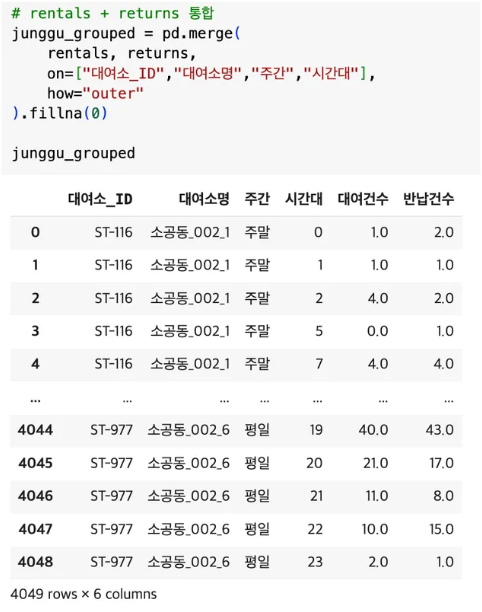 # rentals + returns 통합
junggu_grouped = pd.merge(
    rentals, returns,
    on=["대여소_ID","대여소명","주간","시간대"],
    how="outer"
).fillna(0)
junggu_grouped
대여소_ID 대여소명 주간 시간대 대여건수 반납건수
0 ST-116 소공동_002_1 주말 0 1.0 2.0
1 ST-116 소공동_002_1 주말 1 1.0 1.0
2 ST-116 소공동_002_1 주말 2 4.0 2.0
3 ST-116 소공동_002_1 주말 5 0.0 1.0
4 ST-116 소공동_002_1 주말 7 4.0 4.0
... ... ... ... ... ... ...
4044 ST-977 소공동_002_6 평일 19 40.0 43.0
4045 ST-977 소공동_002_6 평일 20 21.0 17.0
4046 ST-977 소공동_002_6 평일 21 11.0 8.0
4047 ST-977 소공동_002_6 평일 22 10.0 15.0
4048 ST-977 소공동_002_6 평일 23 2.0 1.0
4049 rows × 6 columns